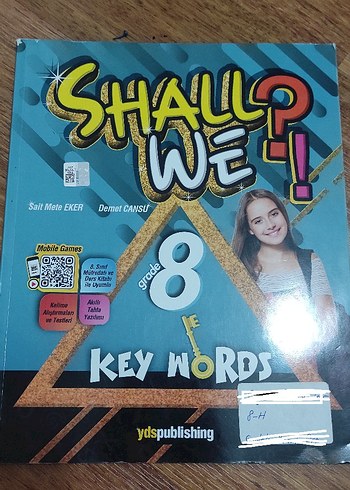 SHALL
WE?!
Sait Mete EKER
Demet CANSU
Mobile Games
8. Sınıf
Müfredatı ve
Ders Kitabı
ile Uyumlu
Kelime
Alıştırmaları
ve Testleri
Akıllı
Tahta
Yazılımı
grade
8
KEY WORDS
8-H
ydspublishing